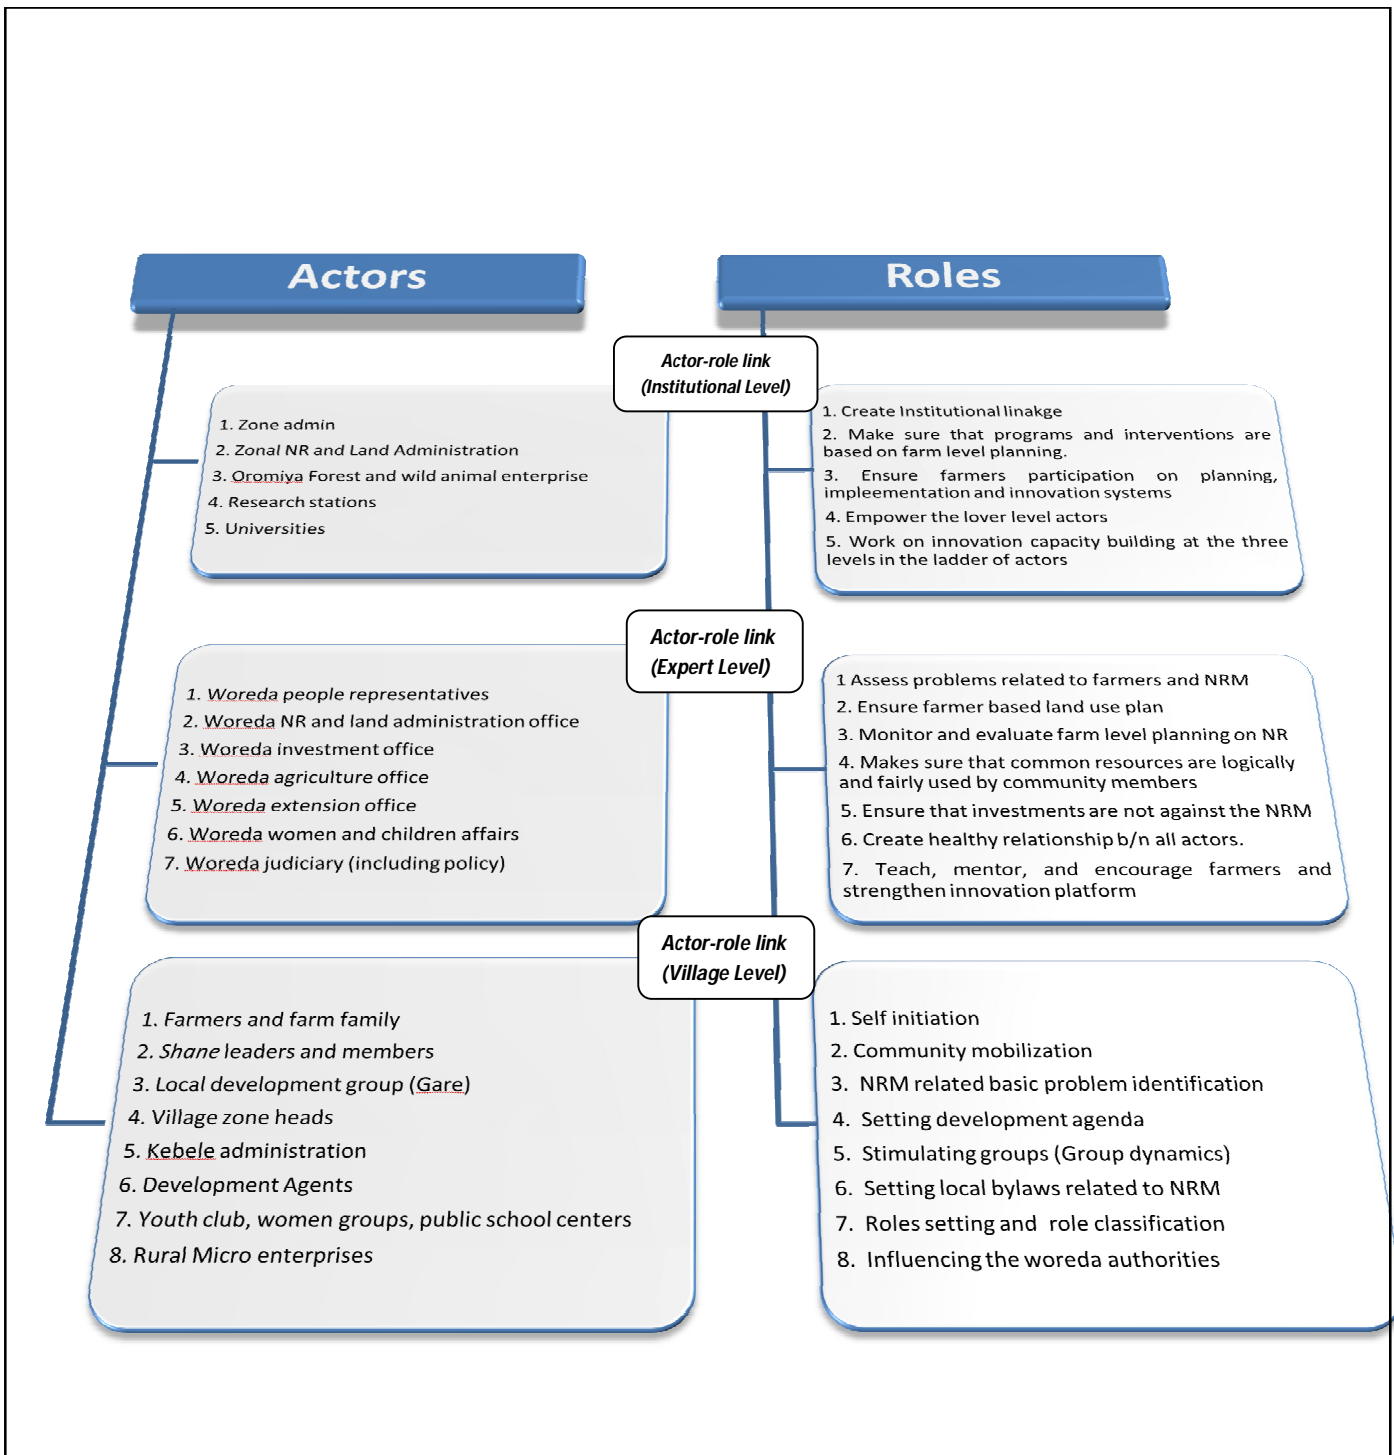 Actors
Roles
Actor-role link
(Institutional Level)
1. Zone admin
2. Zonal NR and Land Administration
3. Oromiya Forest and wild animal enterprise
4. Research stations
5. Universities
1. Create Institutional linakge
2. Make sure that programs and interventions are
based on farm level planning.
3. Ensure farmers participation on planning,
impleementation and innovation systems
4. Empower the lover level actors
5. Work on innovation capacity building at the three
levels in the ladder of actors
Actor-role link
(Expert Level)
1. Woreda people representatives
2. Woreda NR and land administration office
3. Woreda investment office
4. Woreda agriculture office
5. Woreda extension office
6. Woreda women and children affairs
7. Woreda judiciary (including policy)
1 Assess problems related to farmers and NRM
2. Ensure farmer based land use plan
3. Monitor and evaluate farm level planning on NR
4. Makes sure that common resources are logically
and fairly used by community members
5. Ensure that investments are not against the NRM
6. Create healthy relationship b/n all actors.
7. Teach, mentor, and encourage farmers and
strengthen innovation platform
Actor-role link
(Village Level)
1. Farmers and farm family
2. Shane leaders and members
3. Local development group (Gare)
4. Village zone heads
5. Kebele administration
6. Development Agents
7. Youth club, women groups, public school centers
8. Rural Micro enterprises
1. Self initiation
2. Community mobilization
3. NRM related basic problem identification
4. Setting development agenda
5. Stimulating groups (Group dynamics)
6. Setting local bylaws related to NRM
7. Roles setting and role classification
8. Influencing the woreda authorities